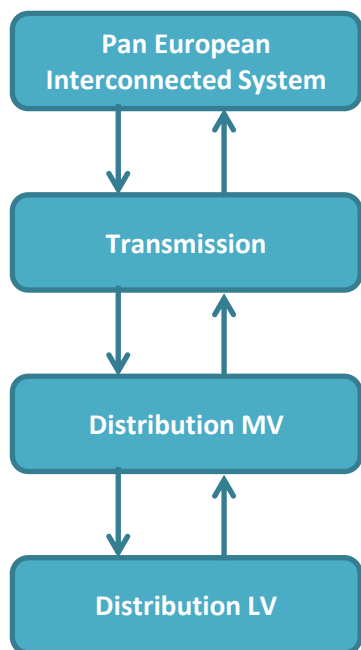 Pan European
Interconnected System
Transmission
Distribution MV
Distribution LV